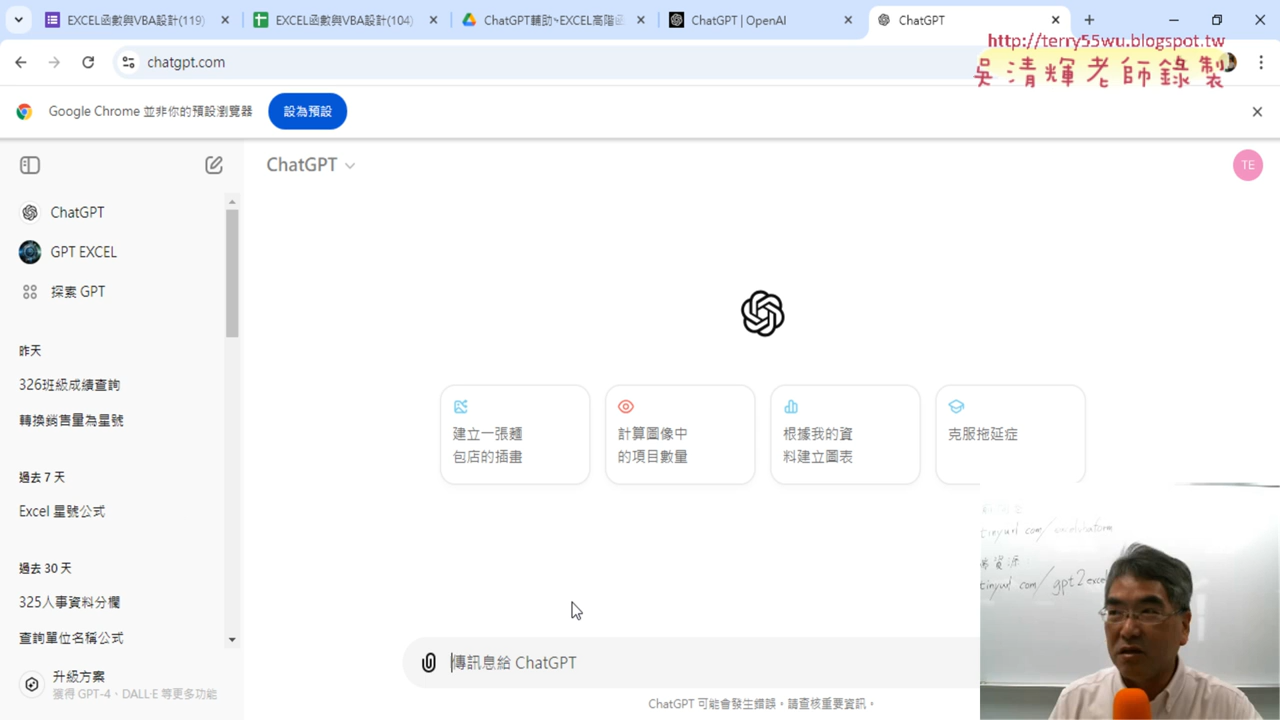 EXCEL函數與VBA設計(119)
EXCEL函數與VBA設計(104)
ChatGPT輔助~EXCEL高階函
ChatGPT | OpenAI
ChatGPT
http://terry55wu.blogspot.tw
吳清輝老師錄製
chatgpt.com
Google Chrome 並非你的預設瀏覽器
設為預設
ChatGPT
TE
ChatGPT
GPT EXCEL
探索 GPT
昨天
326班級成績查詢
轉換銷售量為星號
過去 7 天
Excel 星號公式
過去 30 天
325人事資料分欄
查詢單位名稱公式
升級方案
獲得 GPT-4、DALL·E 等更多功能
建立一張麵
包店的插畫
計算圖像中
的項目數量
根據我的資
料建立圖表
克服拖延症
傳訊息給 ChatGPT
ChatGPT 可能會發生錯誤。請查核重要資訊。
tinyurl com/
資源
tinyurl com/gpt2excel